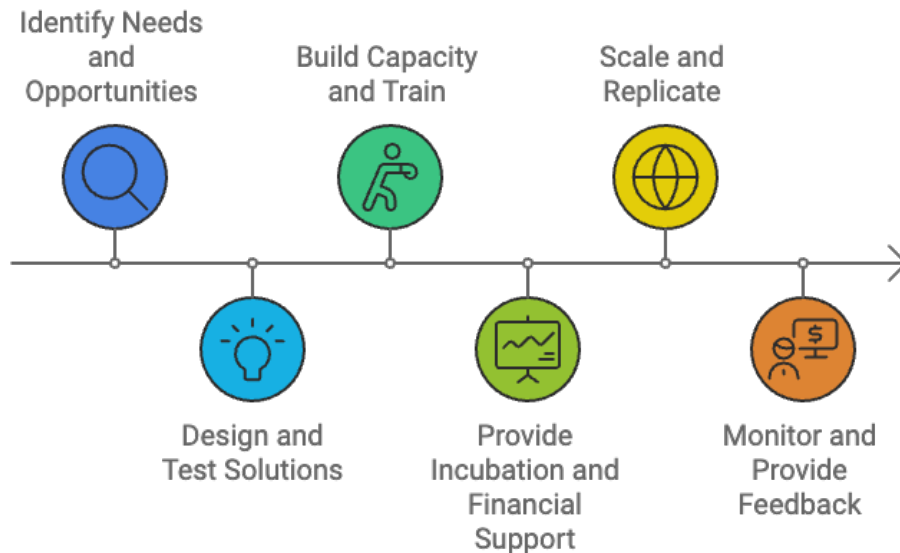 Identify Needs
and
Opportunities
Design and
Test Solutions
Build Capacity
and Train
Provide
Incubation and
Financial
Support
Scale and
Replicate
$
Monitor and
Provide
Feedback